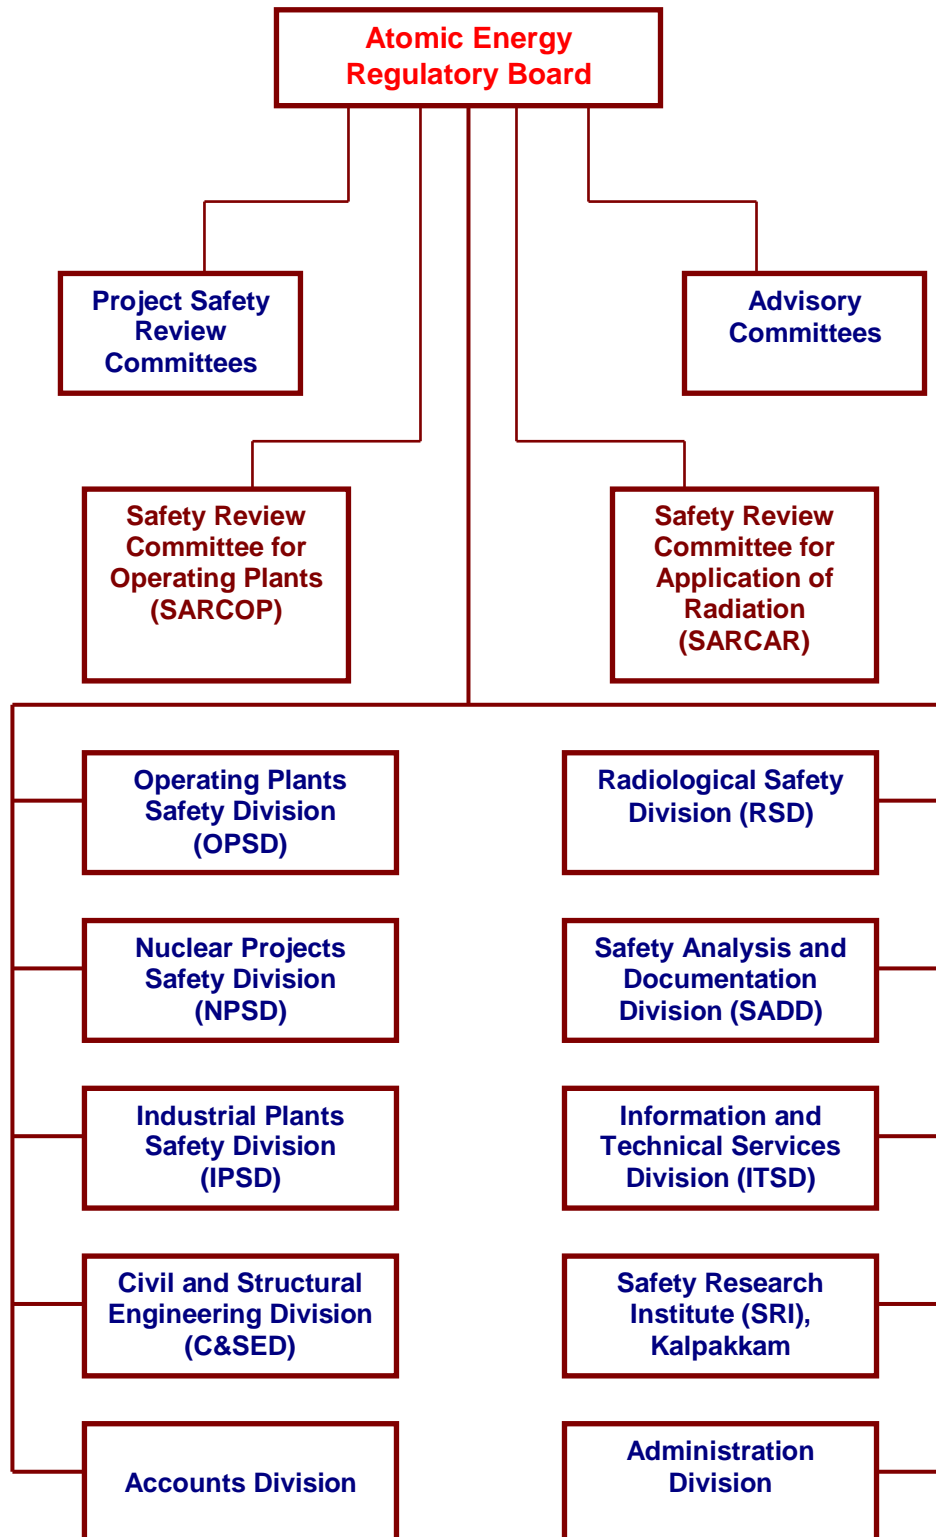 Atomic Energy
Regulatory Board
Project Safety
Review
Committees
Advisory
Committees
Safety Review
Committee for
Operating Plants
(SARCOP)
Safety Review
Committee for
Application of
Radiation
(SARCAR)
Operating Plants
Safety Division
(OPSD)
Radiological Safety
Division (RSD)
Nuclear Projects
Safety Division
(NPSD)
Safety Analysis and
Documentation
Division (SADD)
Industrial Plants
Safety Division
(IPSD)
Information and
Technical Services
Division (ITSD)
Civil and Structural
Engineering Division
(C&SED)
Safety Research
Institute (SRI),
Kalpakkam
Accounts Division
Administration
Division